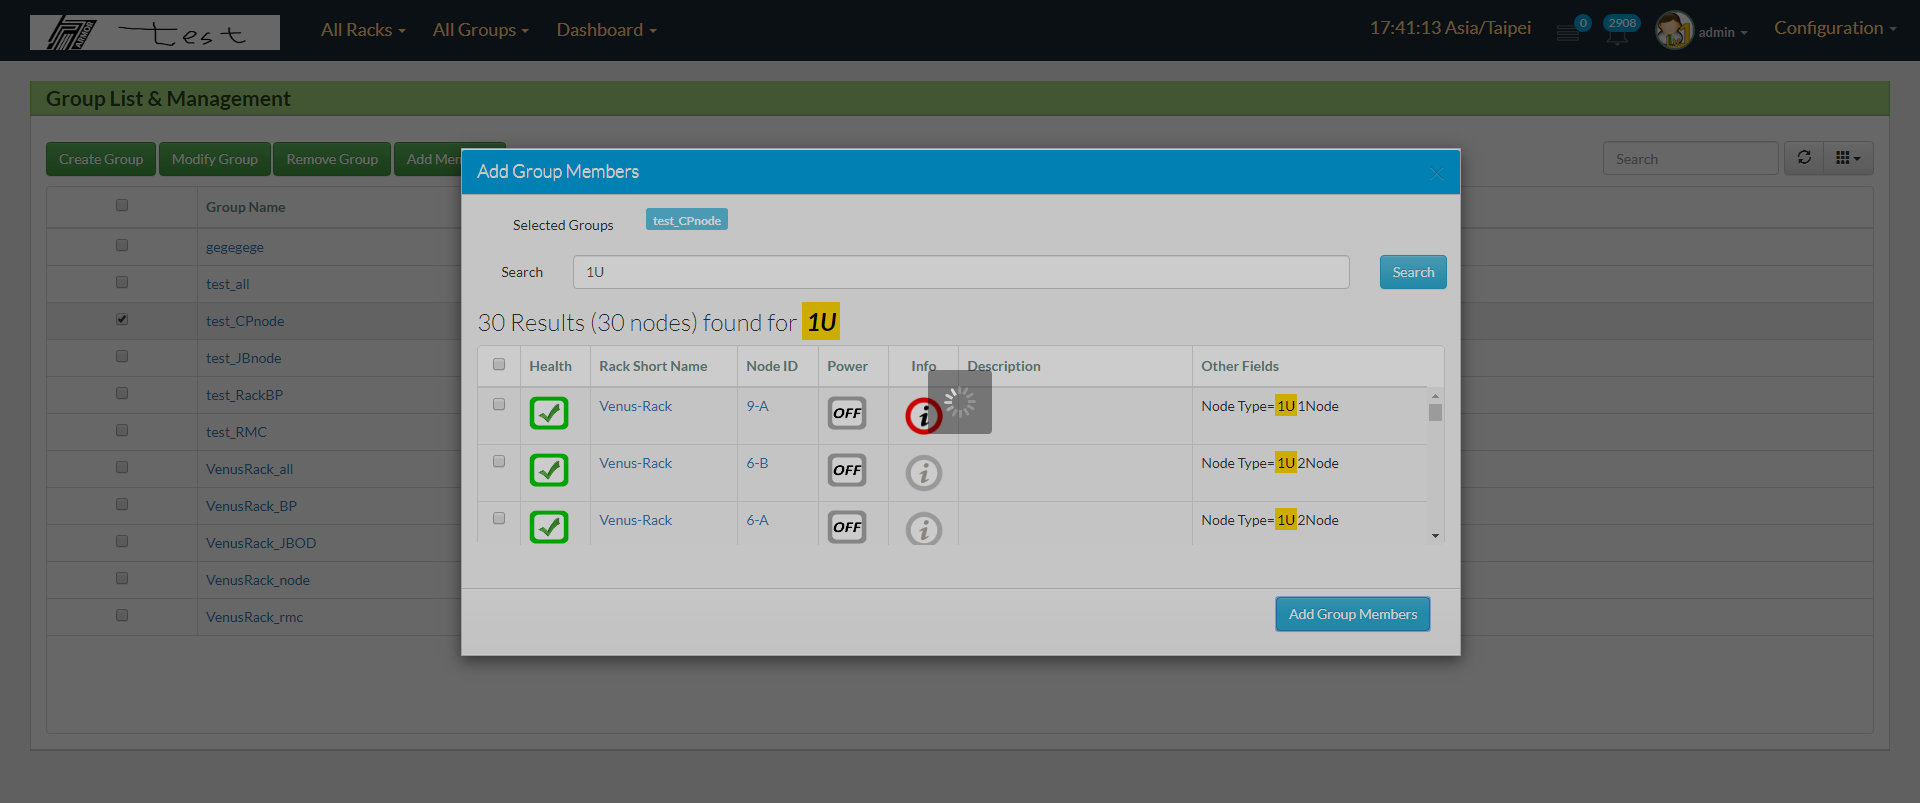 ARMOR test All Racks All Groups Dashboard 17:41:13 Asia/Taipei 0 2908 admin Configuration
Group List & Management
Create Group Modify Group Remove Group Search
Add Group Members
Selected Groups test_CPnode
Search 1U Search
30 Results (30 nodes) found for 1U
Group Name
gegegege
test_all
test_CPnode
test_JBnode
test_RackBP
test_RMC
VenusRack_all
VenusRack_BP
VenusRack_JBOD
VenusRack_node
VenusRack_rmc
Health Rack Short Name Node ID Power Info Description Other Fields
Venus-Rack 9-A OFF i Node Type=1U1Node
Venus-Rack 6-B OFF i Node Type=1U2Node
Venus-Rack 6-A OFF i Node Type=1U2Node
Add Group Members